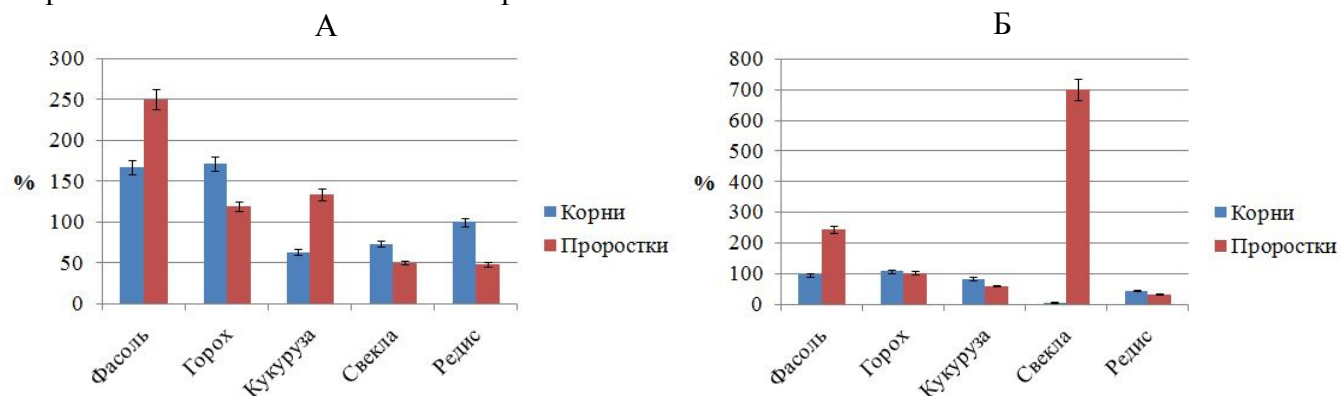 А
300
250
200
150
100
50
0
%
Фасоль
Горох
Кукуруза
Свекла
Редис
Корни
Проростки
Б
800
700
600
500
400
300
200
100
0
%
Фасоль
Горох
Кукуруза
Свекла
Редис
Корни
Проростки